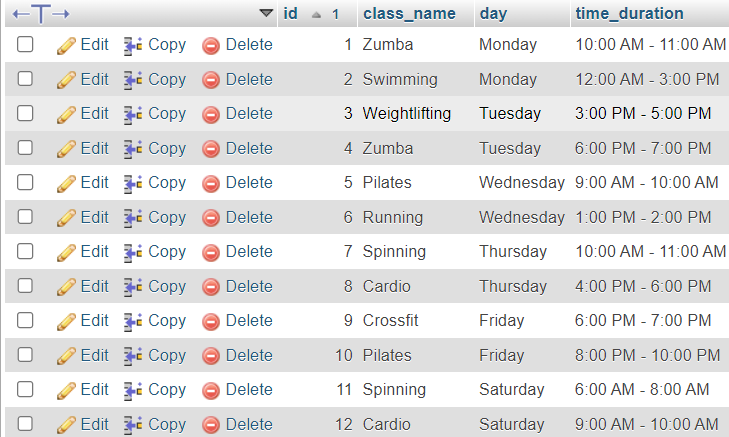 id 1 class_name day time_duration
Edit Copy Delete 1 Zumba Monday 10:00 AM - 11:00 AM
Edit Copy Delete 2 Swimming Monday 12:00 AM - 3:00 PM
Edit Copy Delete 3 Weightlifting Tuesday 3:00 PM - 5:00 PM
Edit Copy Delete 4 Zumba Tuesday 6:00 PM - 7:00 PM
Edit Copy Delete 5 Pilates Wednesday 9:00 AM - 10:00 AM
Edit Copy Delete 6 Running Wednesday 1:00 PM - 2:00 PM
Edit Copy Delete 7 Spinning Thursday 10:00 AM - 11:00 AM
Edit Copy Delete 8 Cardio Thursday 4:00 PM - 6:00 PM
Edit Copy Delete 9 Crossfit Friday 6:00 PM - 7:00 PM
Edit Copy Delete 10 Pilates Friday 8:00 PM - 10:00 PM
Edit Copy Delete 11 Spinning Saturday 6:00 AM - 8:00 AM
Edit Copy Delete 12 Cardio Saturday 9:00 AM - 10:00 AM